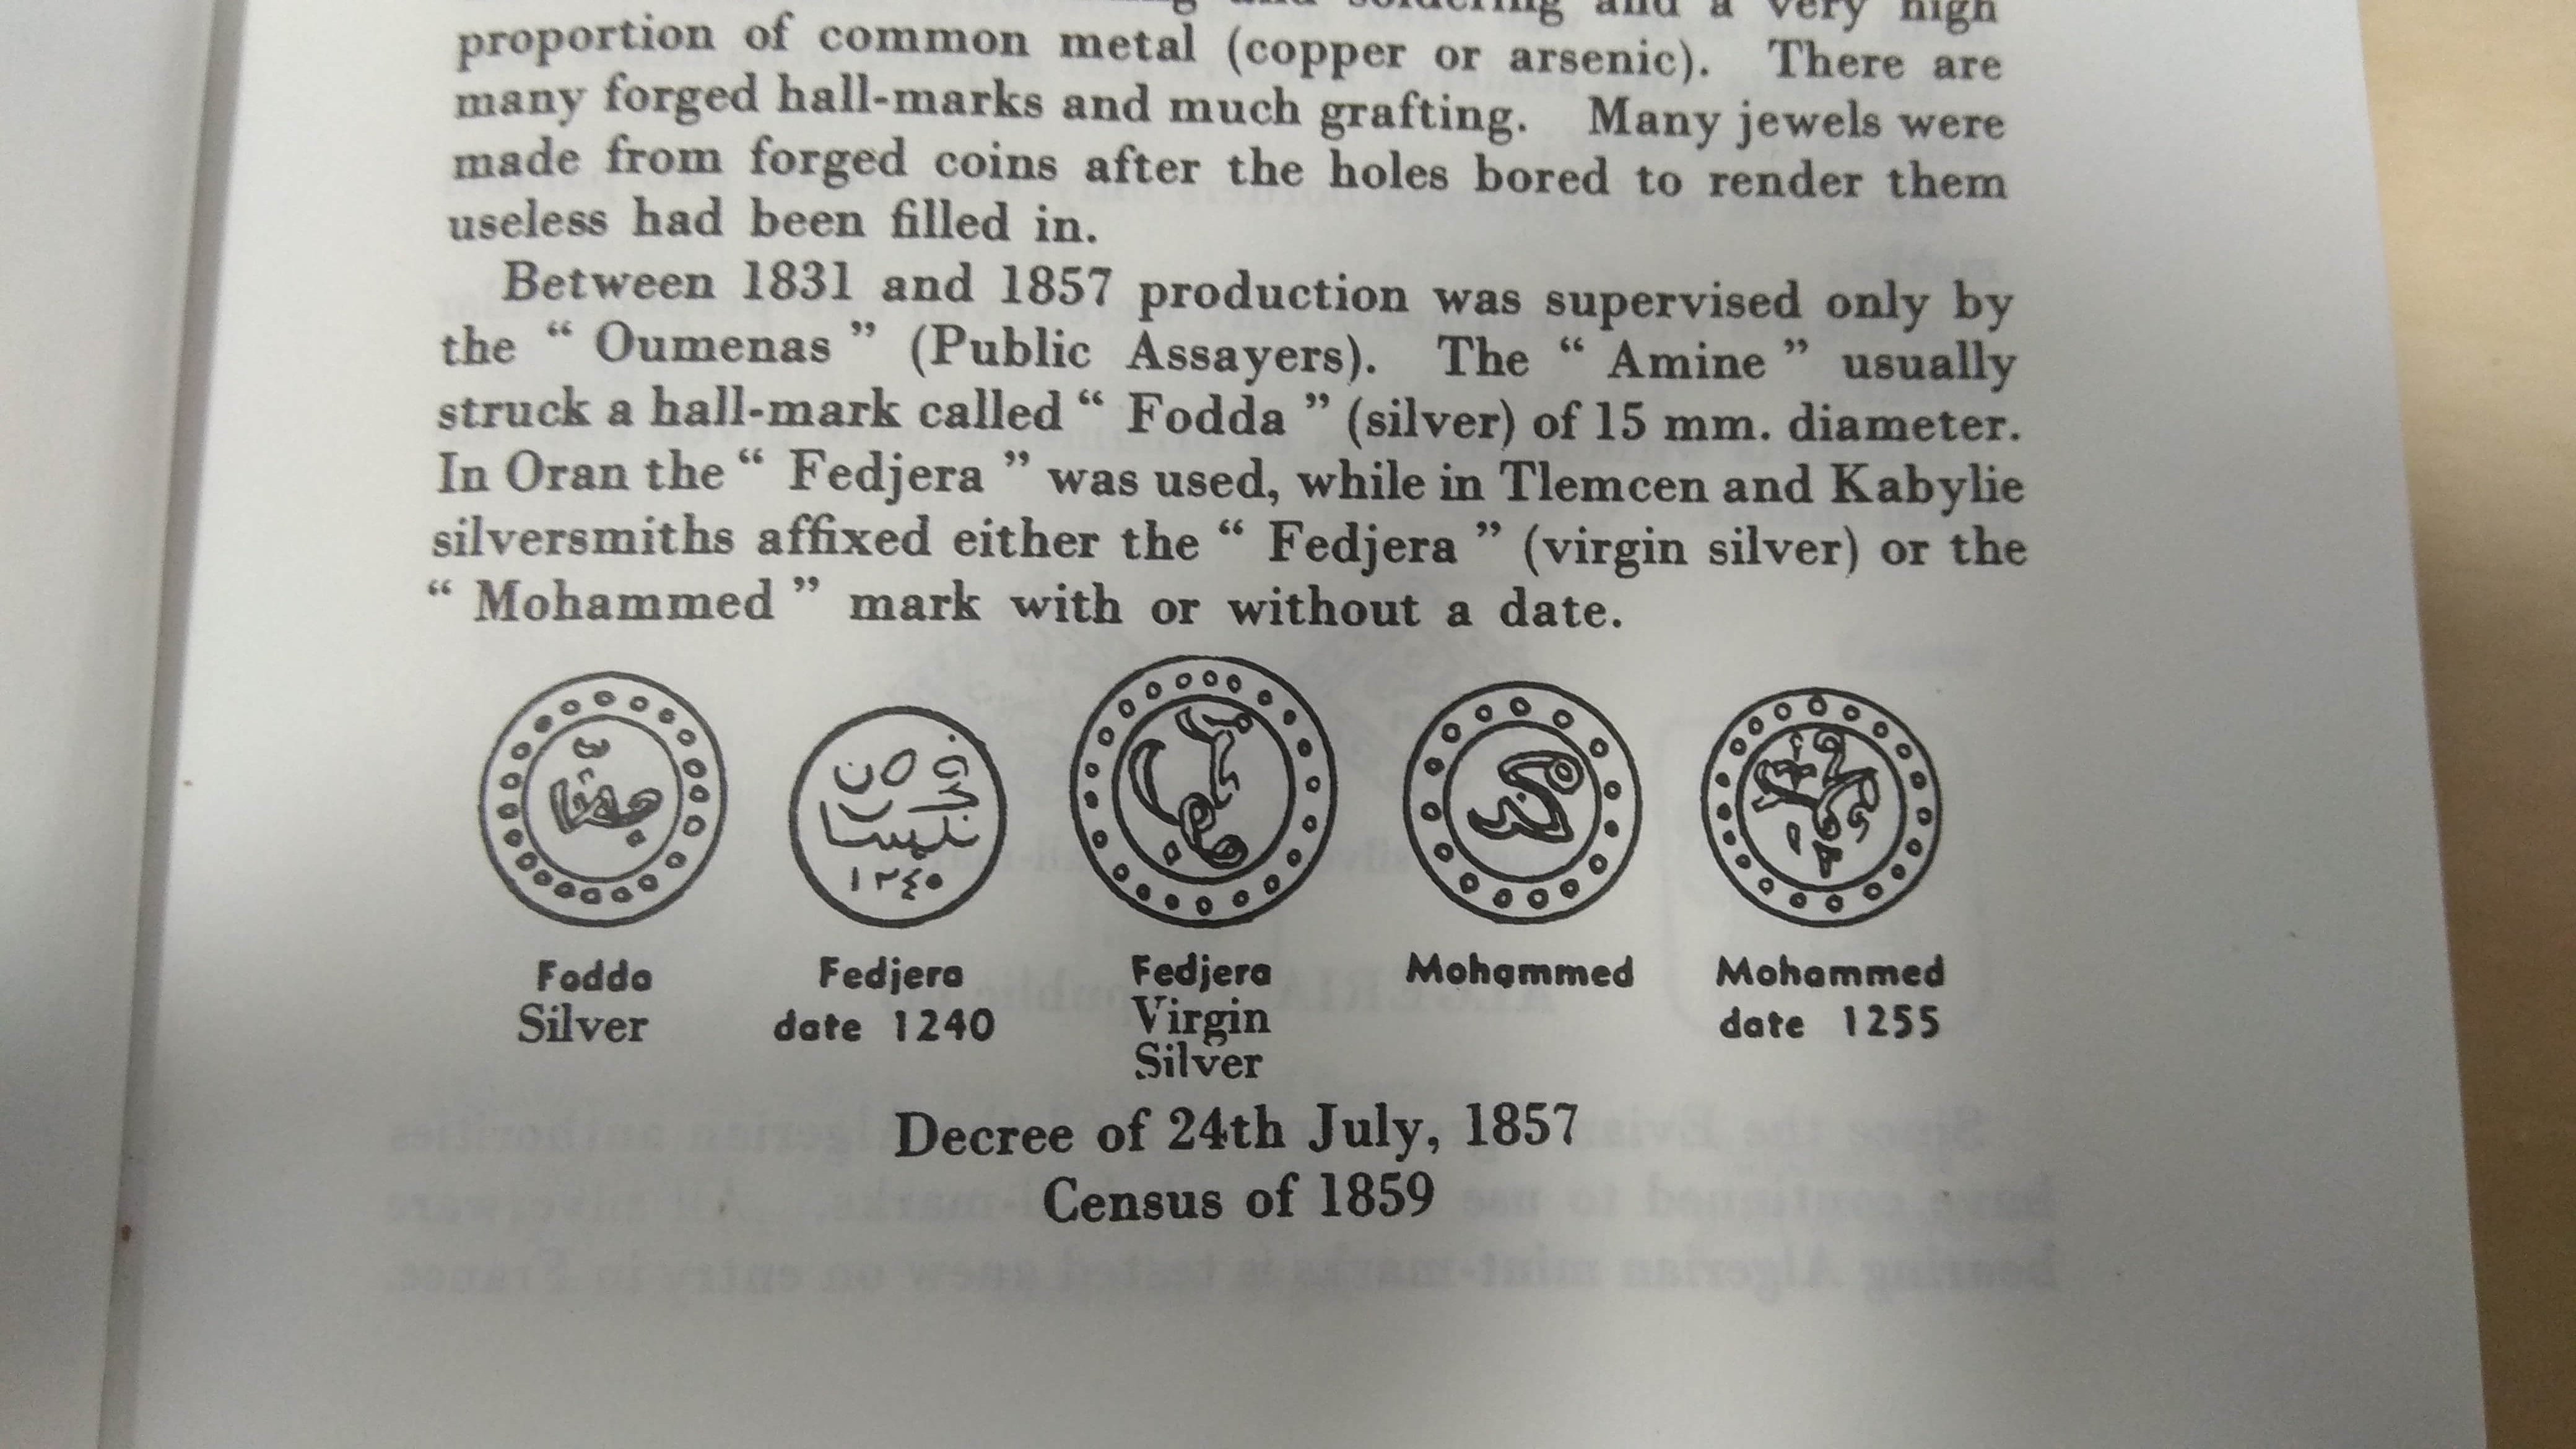 soldering and a very high
proportion of common metal (copper or arsenic). There are
many forged hall-marks and much grafting. Many jewels were
made from forged coins after the holes bored to render them
useless had been filled in.
Between 1831 and 1857 production was supervised only by
the “ Oumenas ” (Public Assayers). The “ Amine ” usually
struck a hall-mark called “ Fodda ” (silver) of 15 mm. diameter.
In Oran the “ Fedjera ” was used, while in Tlemcen and Kabylie
silversmiths affixed either the “ Fedjera ” (virgin silver) or the
“ Mohammed ” mark with or without a date.
١٢٤٠
Fodda Fedjera Fedjera Mohammed Mohammed
Silver date 1240 Virgin date 1255
Silver
Decree of 24th July, 1857
Census of 1859